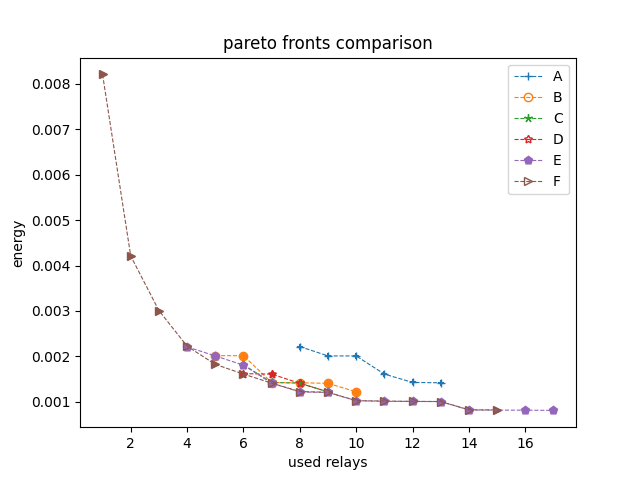 pareto fronts comparison
0.008
0.007
0.006
0.005
0.004
0.003
0.002
0.001
energy
A
B
C
D
E
F
2 4 6 8 10 12 14 16
used relays